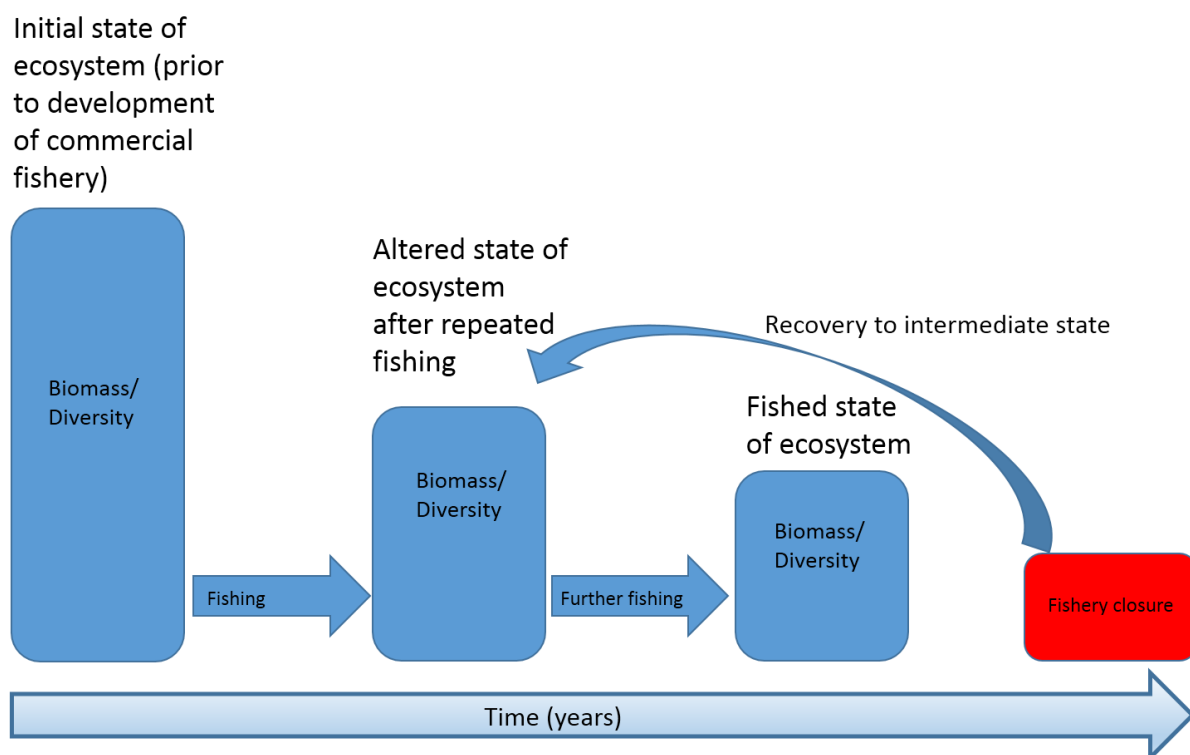 Initial state of
ecosystem (prior
to development
of commercial
fishery)
Biomass/
Diversity
Fishing
Altered state of
ecosystem
after repeated
fishing
Biomass/
Diversity
Further fishing
Recovery to intermediate state
Fished state
of ecosystem
Biomass/
Diversity
Fishery closure
Time (years)